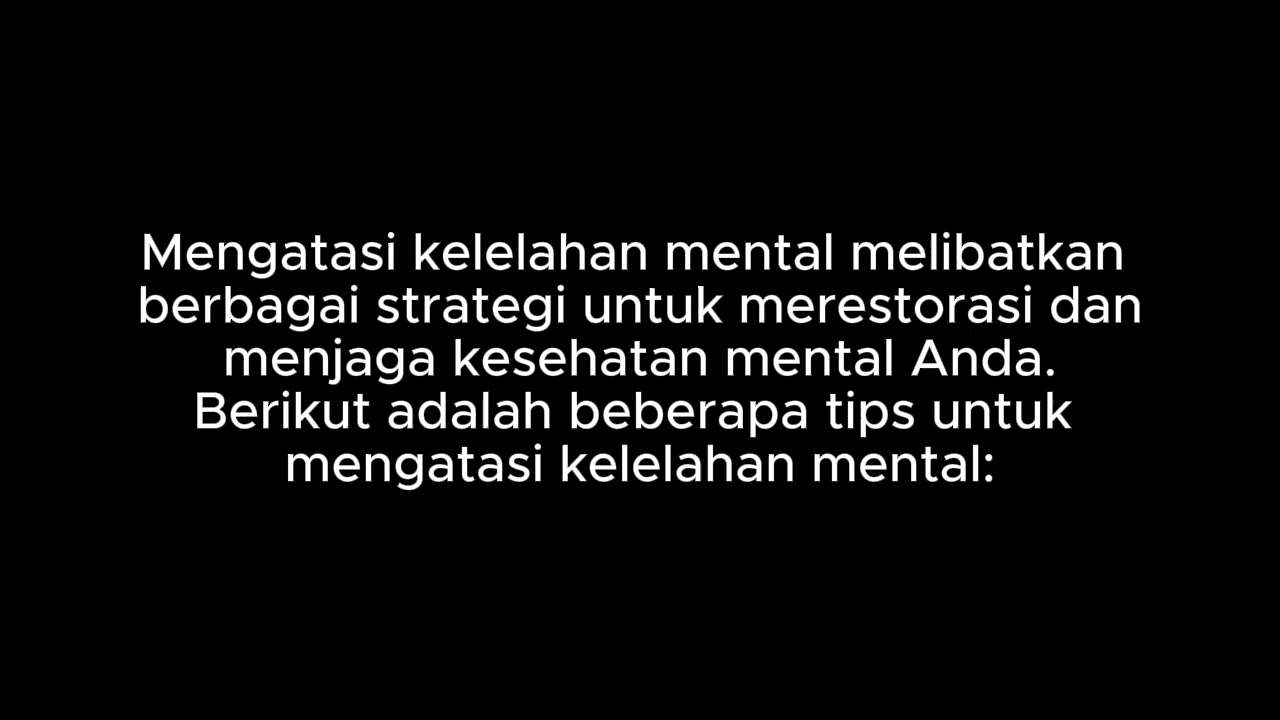 Mengatasi kelelahan mental melibatkan
berbagai strategi untuk merestorasi dan
menjaga kesehatan mental Anda.
Berikut adalah beberapa tips untuk
mengatasi kelelahan mental: